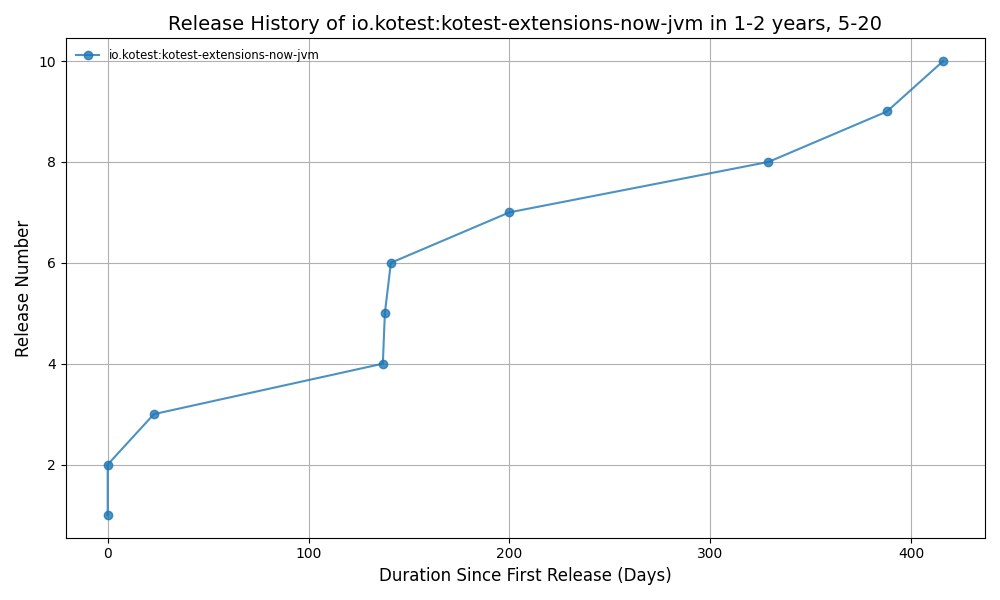 Release History of io.kotest:kotest-extensions-now-jvm in 1-2 years, 5-20
io.kotest:kotest-extensions-now-jvm
Release Number
10
8
6
4
2
0 100 200 300 400
Duration Since First Release (Days)